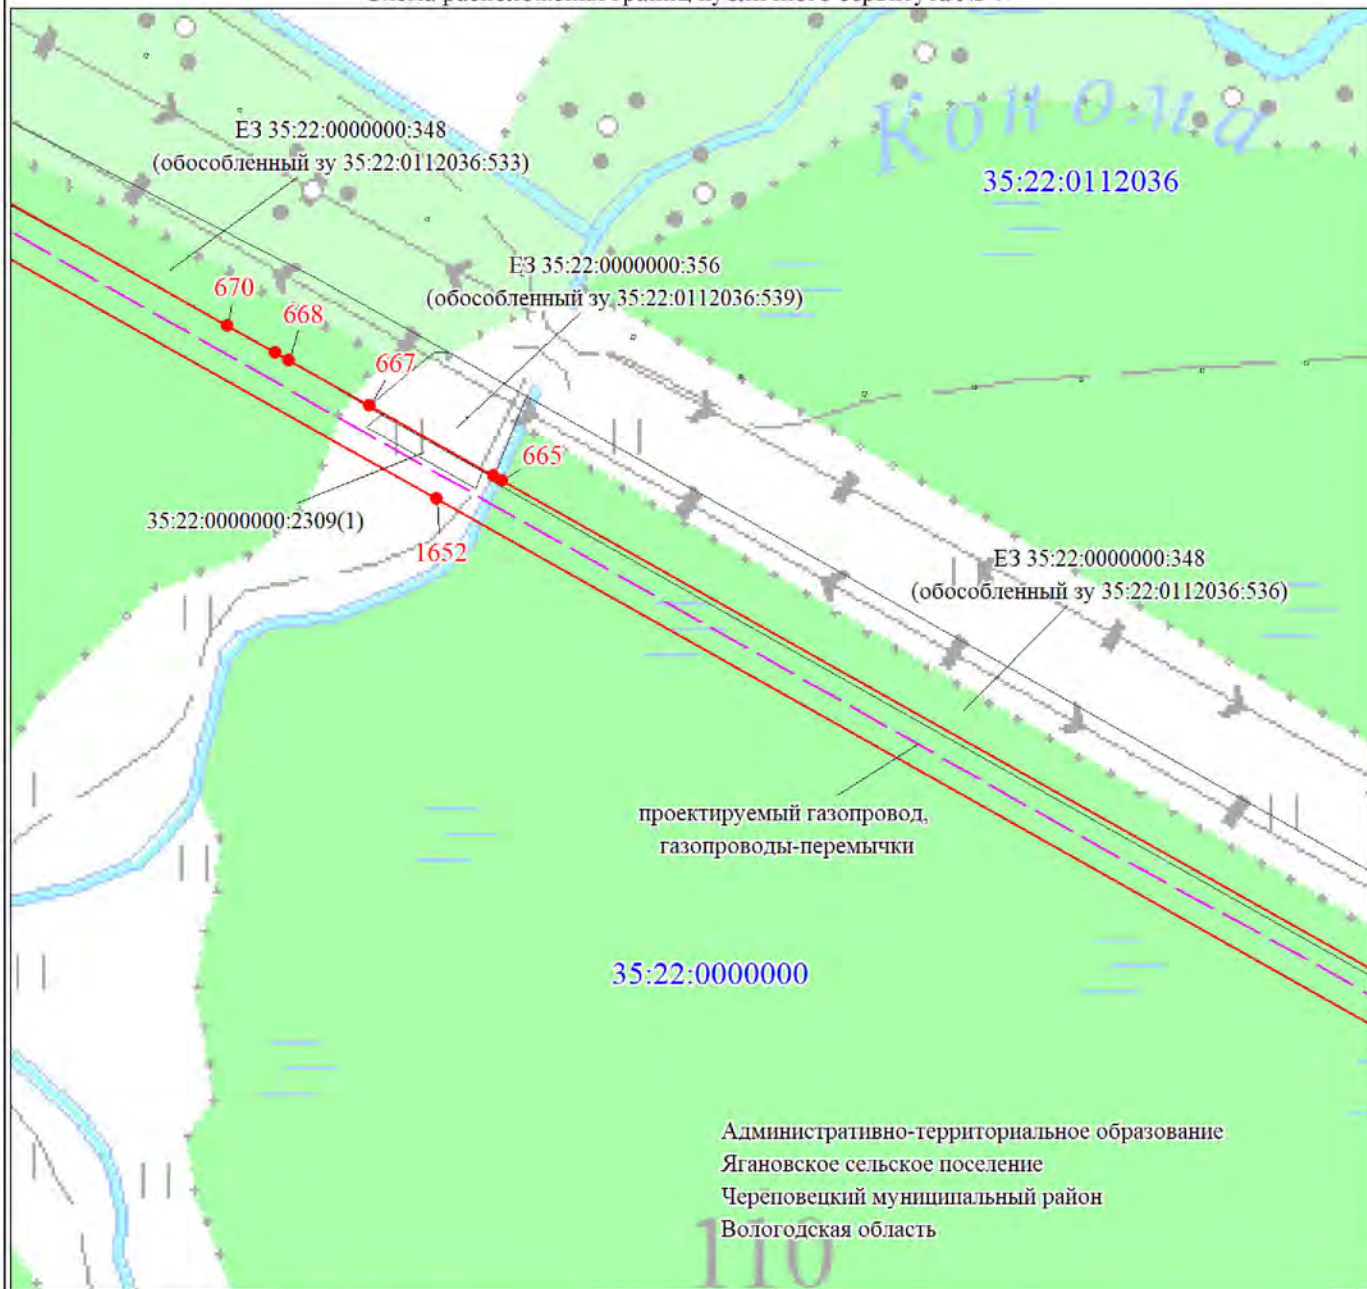 Конома
35:22:0112036
ЕЗ 35:22:0000000:348
(обособленный зу 35:22:0112036:533)
ЕЗ 35:22:0000000:356
(обособленный зу 35:22:0112036:539)
670
668
667
665
35:22:0000000:2309(1)
1652
ЕЗ 35:22:0000000:348
(обособленный зу 35:22:0112036:536)
проектируемый газопровод,
газопроводы-перемычки
35:22:0000000
Административно-территориальное образование
Ягановское сельское поселение
Череповецкий муниципальный район
Вологодская область
110